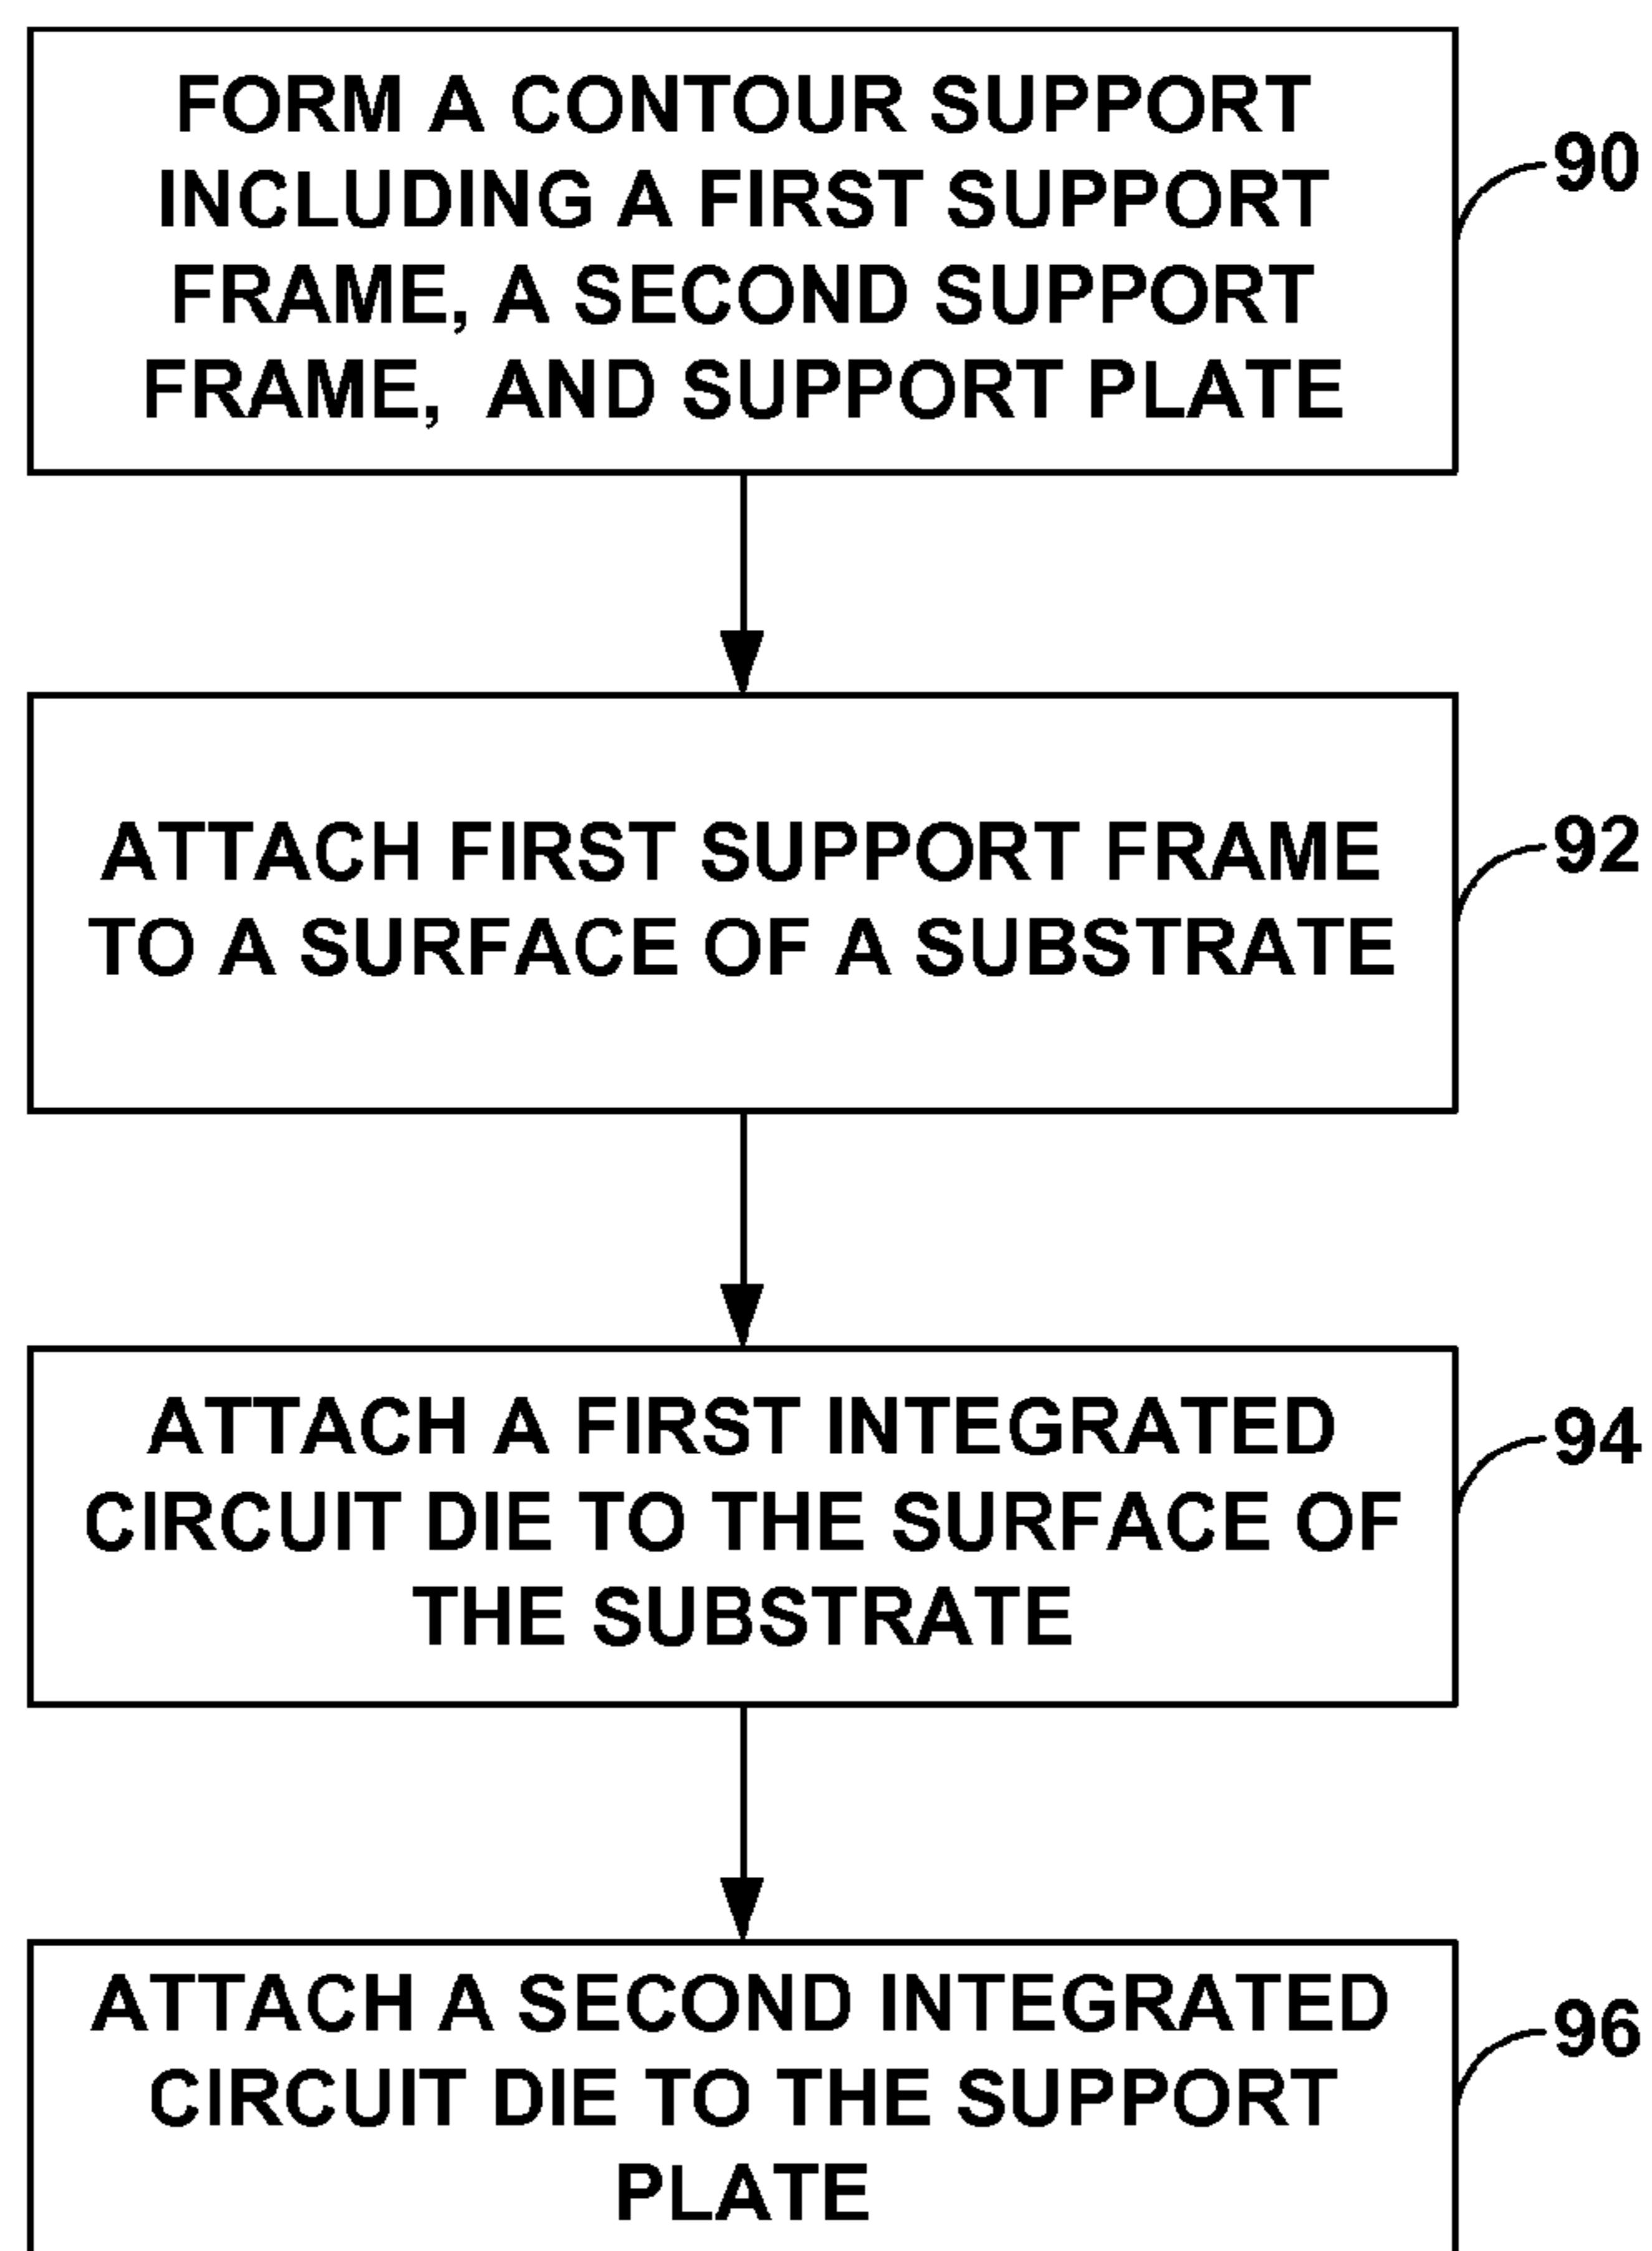 FORM A CONTOUR SUPPORT
INCLUDING A FIRST SUPPORT
FRAME, A SECOND SUPPORT
FRAME, AND SUPPORT PLATE
90
ATTACH FIRST SUPPORT FRAME
TO A SURFACE OF A SUBSTRATE
92
ATTACH A FIRST INTEGRATED
CIRCUIT DIE TO THE SURFACE OF
THE SUBSTRATE
94
ATTACH A SECOND INTEGRATED
CIRCUIT DIE TO THE SUPPORT
PLATE
96